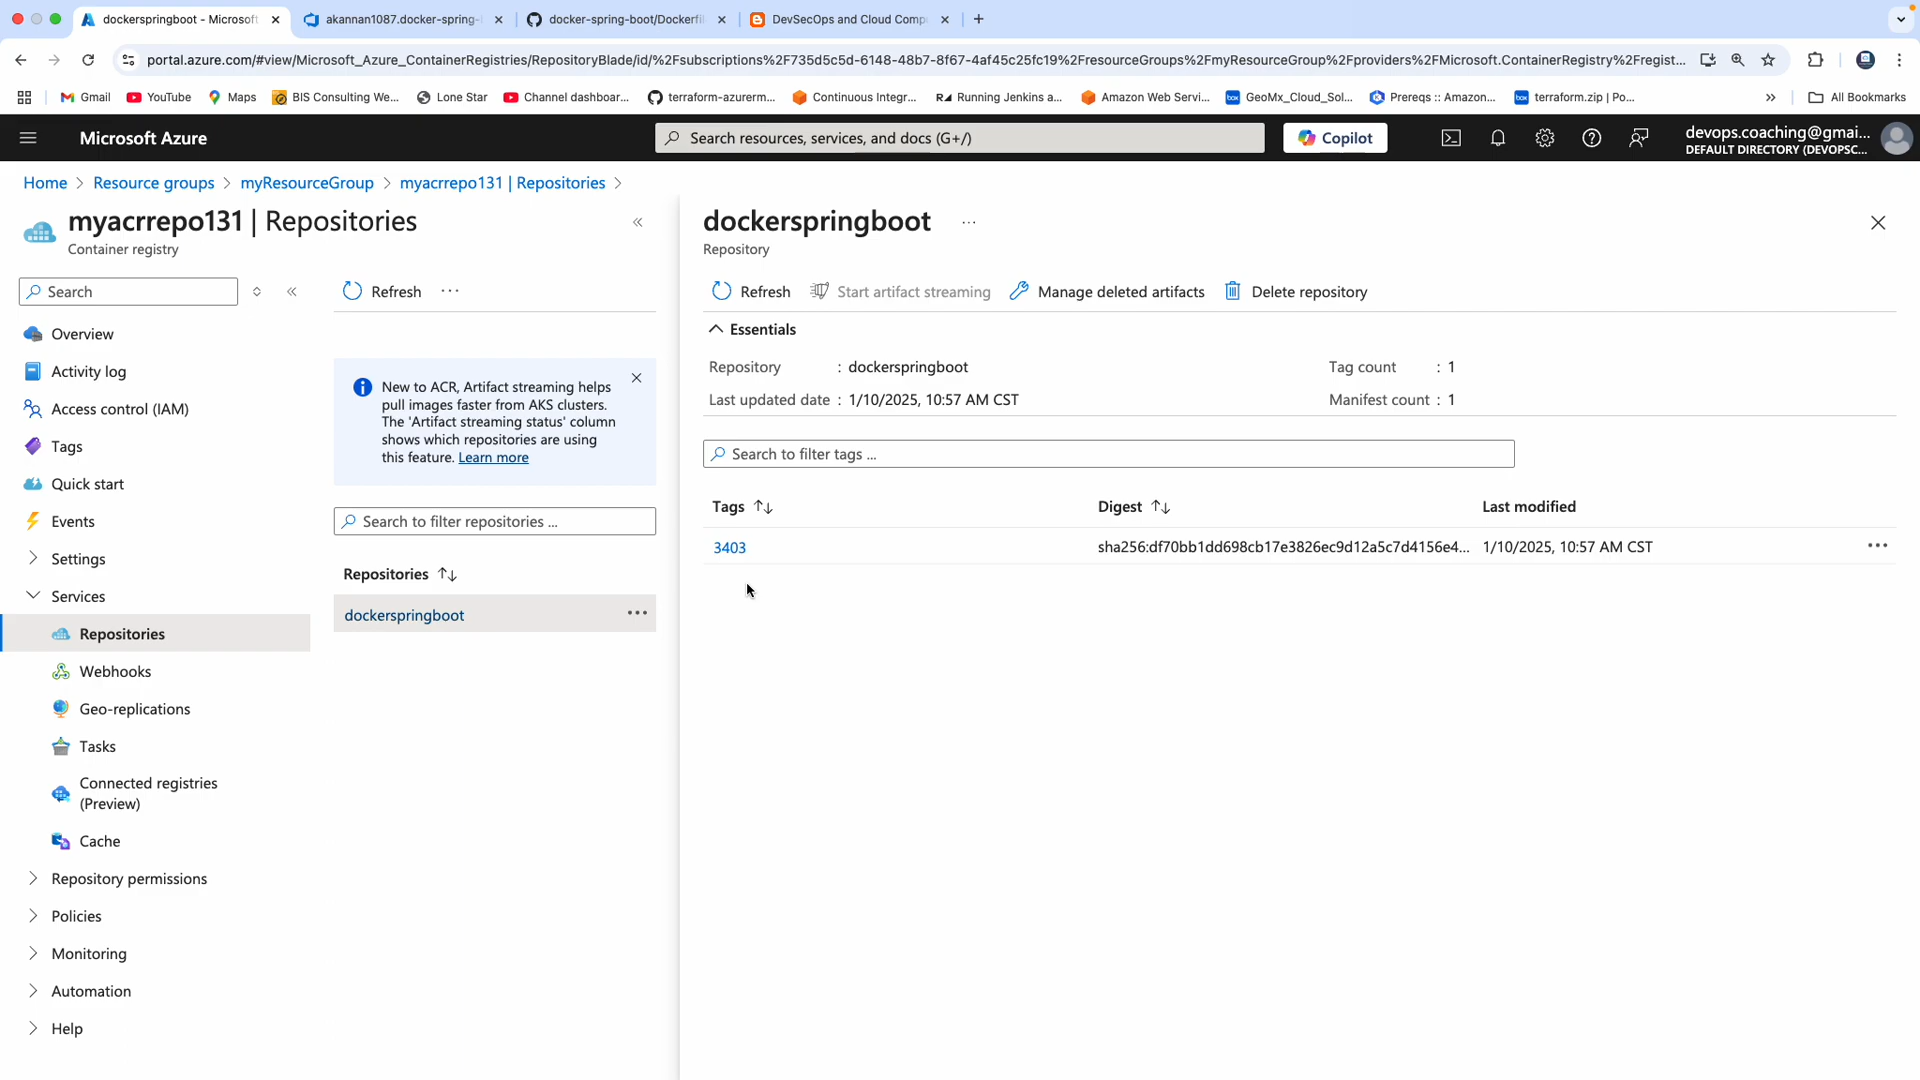 dockerspringboot - Microsoft
akannan1087.docker-spring-
docker-spring-boot/Dockerfil
DevSecOps and Cloud Comp
portal.azure.com/#view/Microsoft_Azure_ContainerRegistries/RepositoryBlade/id/%2Fsubscriptions%2F735d5c5d-6148-48b7-8f67-4af45c25fc19%2FresourceGroups%2FmyResourceGroup%2Fproviders%2FMicrosoft.ContainerRegistry%2Fregist...
Gmail
YouTube
Maps
BIS Consulting We...
Lone Star
Channel dashboar...
terraform-azurerm...
Continuous Integr...
Running Jenkins a...
Amazon Web Servi...
GeoMx_Cloud_Sol...
Prereqs :: Amazon...
terraform.zip | Po...
All Bookmarks
Microsoft Azure
Search resources, services, and docs (G+/)
Copilot
devops.coaching@gmai...
DEFAULT DIRECTORY (DEVOPSC...
Home > Resource groups > myResourceGroup > myacrrepo131 | Repositories >
myacrrepo131 | Repositories
Container registry
Search
Overview
Activity log
Access control (IAM)
Tags
Quick start
Events
Settings
Services
Repositories
Webhooks
Geo-replications
Tasks
Connected registries
(Preview)
Cache
Repository permissions
Policies
Monitoring
Automation
Help
Refresh
New to ACR, Artifact streaming helps
pull images faster from AKS clusters.
The 'Artifact streaming status' column
shows which repositories are using
this feature. Learn more
Search to filter repositories ...
Repositories
dockerspringboot
dockerspringboot
Repository
Refresh
Start artifact streaming
Manage deleted artifacts
Delete repository
Essentials
Repository : dockerspringboot
Tag count : 1
Last updated date : 1/10/2025, 10:57 AM CST
Manifest count : 1
Search to filter tags ...
Tags
Digest
Last modified
3403
sha256:df70bb1dd698cb17e3826ec9d12a5c7d4156e4...
1/10/2025, 10:57 AM CST